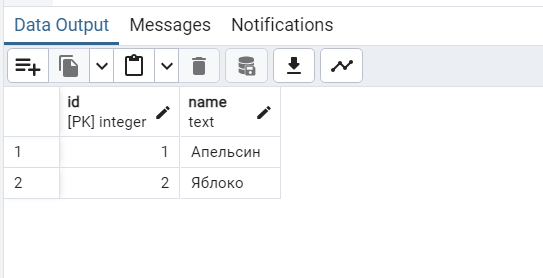 Data Output Messages Notifications
id name
[PK] integer text
1 1 Апельсин
2 2 Яблоко